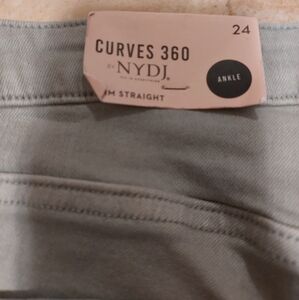 24
CURVES 360
BY NYDJ®
ANKLE
IM STRAIGHT